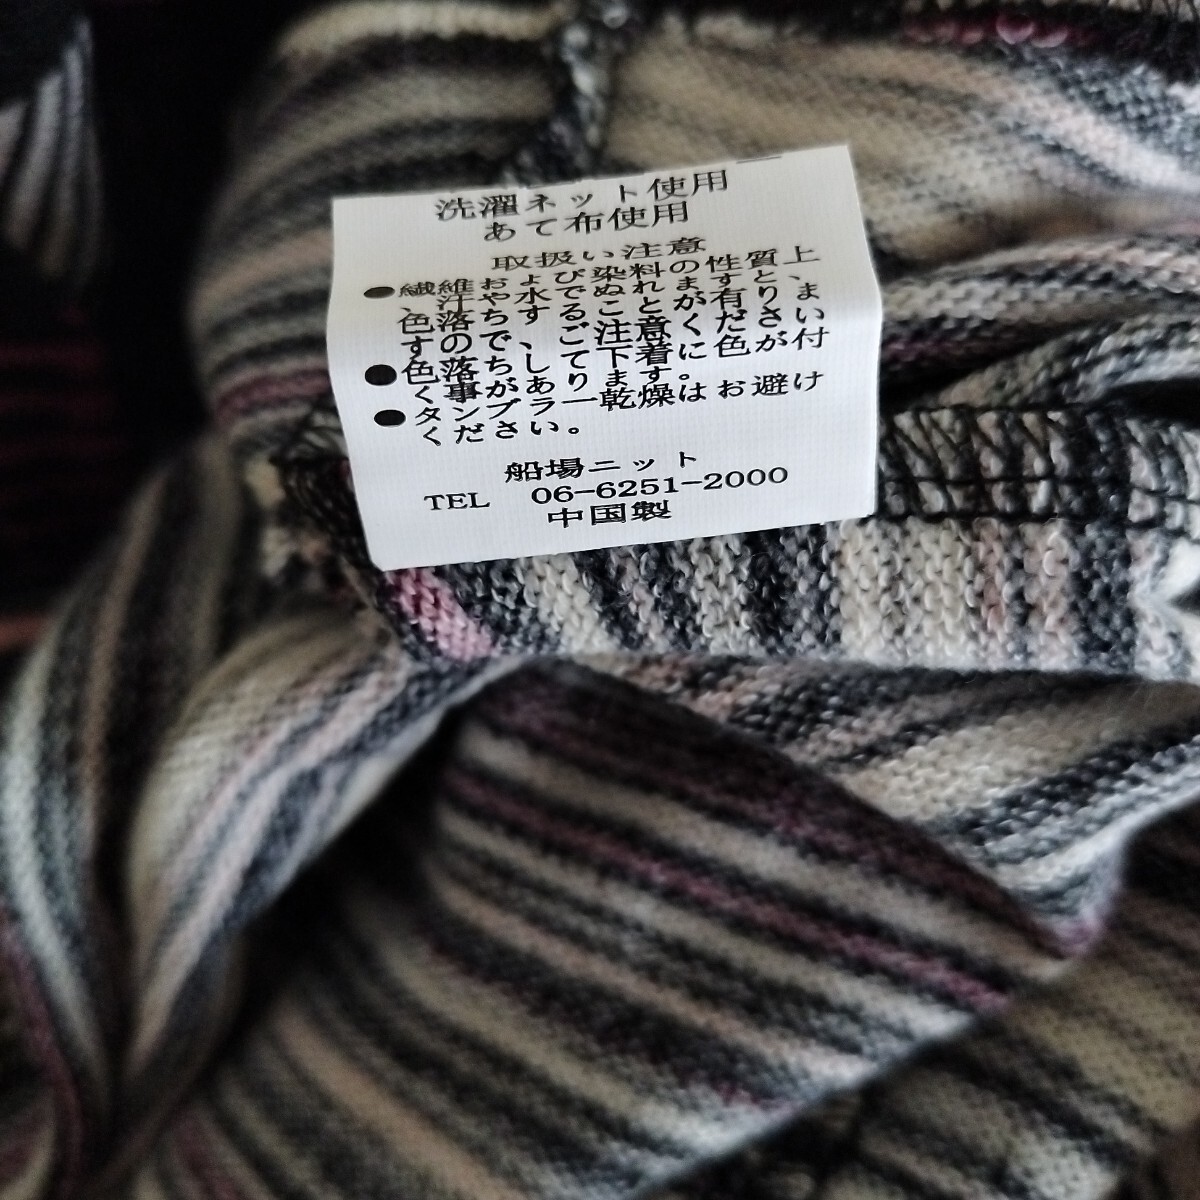 洗濯ネット使用
あて布使用
取扱い注意
●繊維および染料の性質上
、汗や水でぬれますと、
色落ちすることが有りま
すので、ご注意ください
●色落ちして下着に色が付
く事があります。
●タンブラー乾燥はお避け
ください。
船場ニット
TEL 06-6251-2000
中国製